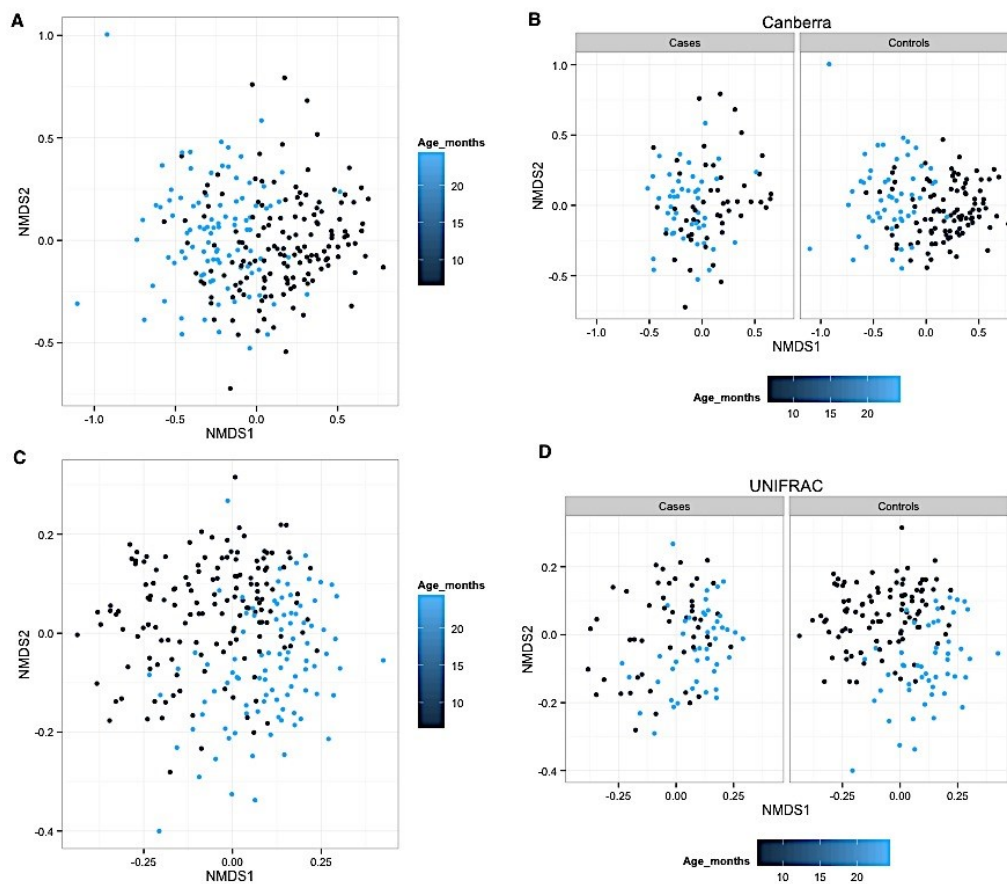 A
1.0
0.5
0.0
-0.5
NMDS2
-1.0 -0.5 0.0 0.5
NMDS1
Age_months
20
15
10
B
Canberra
Cases Controls
1.0
0.5
0.0
-0.5
NMDS2
-1.0 -0.5 0.0 0.5 -1.0 -0.5 0.0 0.5
NMDS1
Age_months
10 15 20
C
0.2
0.0
-0.2
-0.4
NMDS2
-0.25 0.00 0.25
NMDS1
Age_months
20
15
10
D
UNIFRAC
Cases Controls
0.2
0.0
-0.2
-0.4
NMDS2
-0.25 0.00 0.25 -0.25 0.00 0.25
NMDS1
Age_months
10 15 20